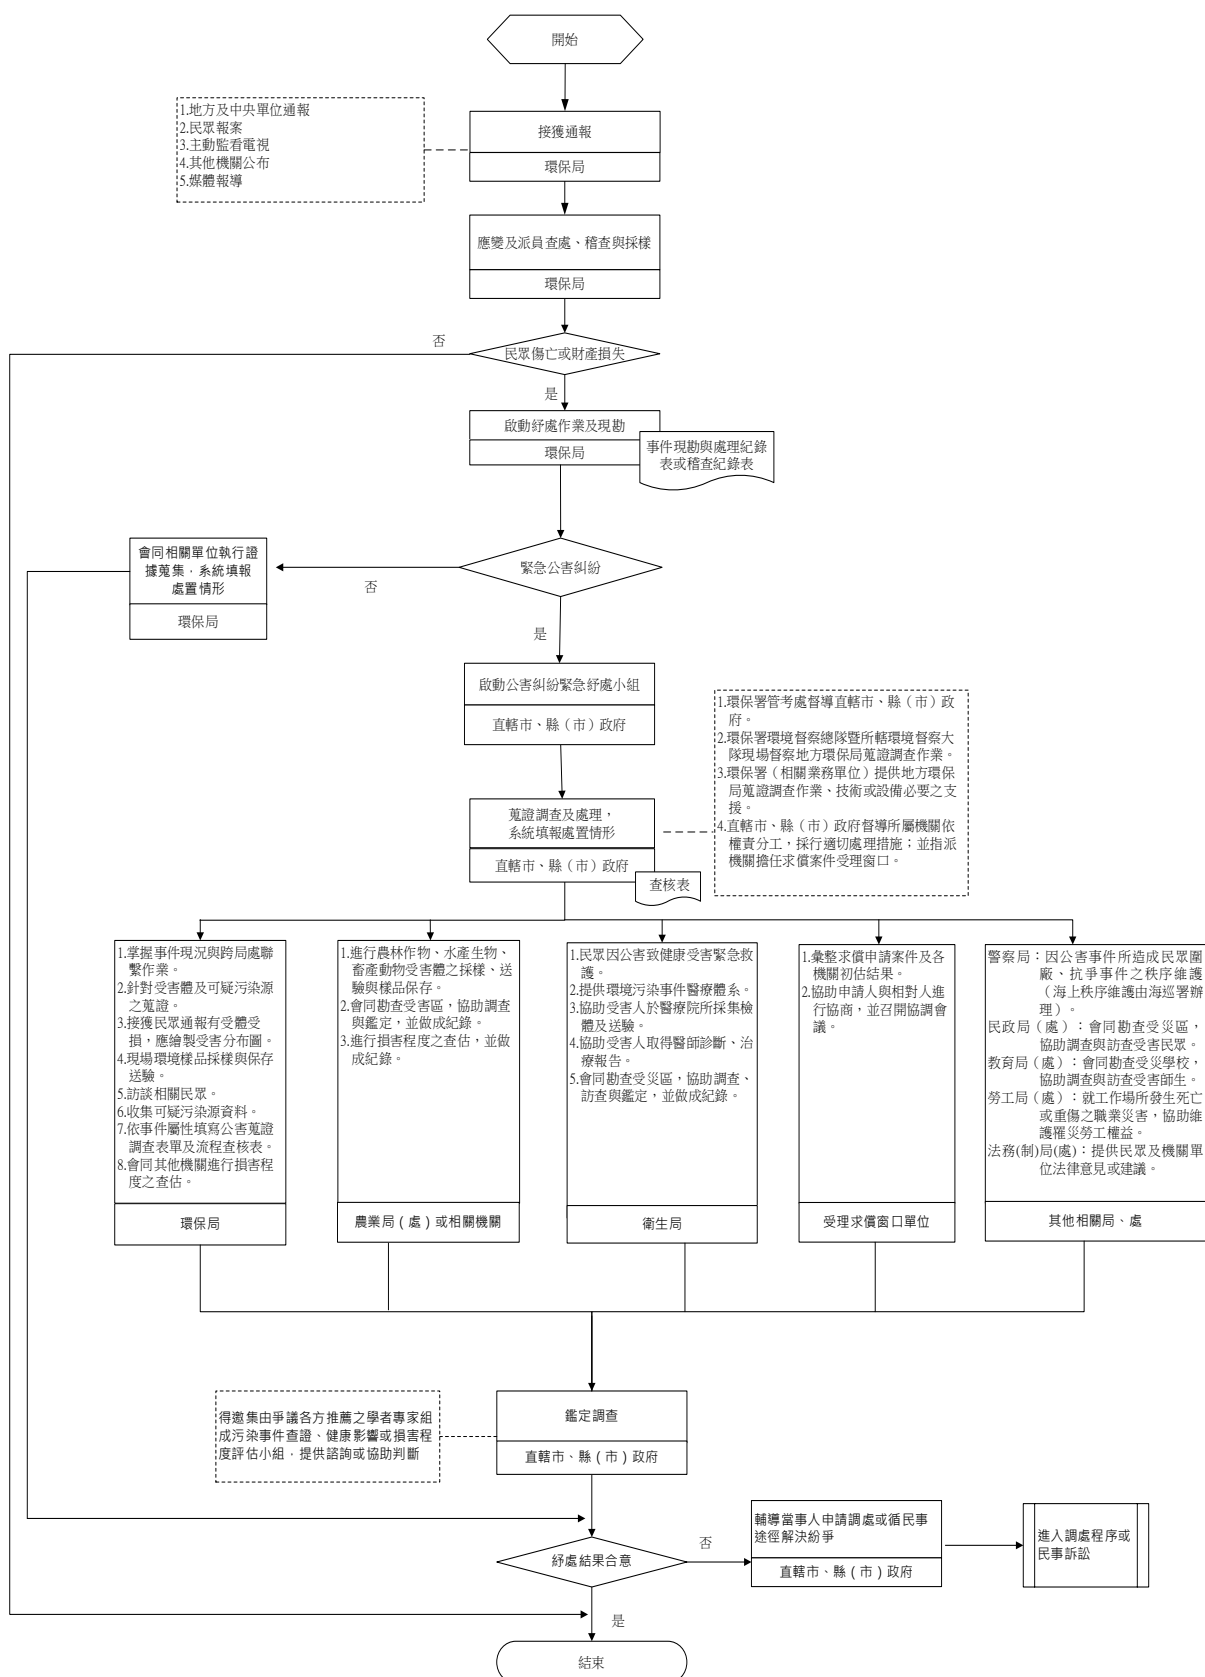 開始
1.地方及中央單位通報
2.民眾報案
3.主動監看電視
4.其他機關公布
5.媒體報導
接獲通報
環保局
應變及派員查處、稽查與採樣
環保局
否
民眾傷亡或財產損失
是
啟動紓處作業及現勘
環保局
事件現勘與處理紀錄
表或稽查紀錄表
會同相關單位執行證
據蒐集，系統填報
處置情形
環保局
否
緊急公害糾紛
是
啟動公害糾紛緊急紓處小組
直轄市、縣（市）政府
1.環保署管考處督導直轄市、縣（市）政
府。
2.環保署環境督察總隊暨所轄環境督察大
隊現場督察地方環保局蒐證調查作業。
3.環保署（相關業務單位）提供地方環保
局蒐證調查作業、技術或設備必要之支
援。
4.直轄市、縣（市）政府督導所屬機關依
權責分工，採行適切處理措施；並指派
機關擔任求償案件受理窗口。
蒐證調查及處理，
系統填報處置情形
直轄市、縣（市）政府
查核表
1.掌握事件現況與跨局處聯
繫作業。
2.針對受害體及可疑污染源
之蒐證。
3.接獲民眾通報有受體受
損，應繪製受害分布圖。
4.現場環境樣品採樣與保存
送驗。
5.訪談相關民眾。
6.收集可疑污染源資料。
7.依事件屬性填寫公害蒐證
調查表單及流程查核表。
8.會同其他機關進行損害程
度之查估。
環保局
1.進行農林作物、水產生物、
畜產動物受害體之採樣、送
驗與樣品保存。
2.會同勘查受害區，協助調查
與鑑定，並做成紀錄。
3.進行損害程度之查估，並做
成紀錄。
農業局（處）或相關機關
1.民眾因公害致健康受害緊急救
護。
2.提供環境污染事件醫療體系。
3.協助受害人於醫療院所採集檢
體及送驗。
4.協助受害人取得醫師診斷、治
療報告。
5.會同勘查受災區，協助調查、
訪查與鑑定，並做成紀錄。
衛生局
1.彙整求償申請案件及各
機關初估結果。
2.協助申請人與相對人進
行協商，並召開協調會
議。
受理求償窗口單位
警察局：因公害事件所造成民眾圍
廠、抗爭事件之秩序維護
（海上秩序維護由海巡署辦
理）。
民政局（處）：會同勘查受災區，
協助調查與訪查受害民眾。
教育局（處）：會同勘查受災學校，
協助調查與訪查受害師生。
勞工局（處）：就工作場所發生死亡
或重傷之職業災害，協助維
護罹災勞工權益。
法務(制)局(處)：提供民眾及機關單
位法律意見或建議。
其他相關局、處
得邀集由爭議各方推薦之學者專家組
成污染事件查證、健康影響或損害程
度評估小組，提供諮詢或協助判斷
鑑定調查
直轄市、縣（市）政府
紓處結果合意
否
輔導當事人申請調處或循民事
途徑解決紛爭
直轄市、縣（市）政府
進入調處程序或
民事訴訟
是
結束